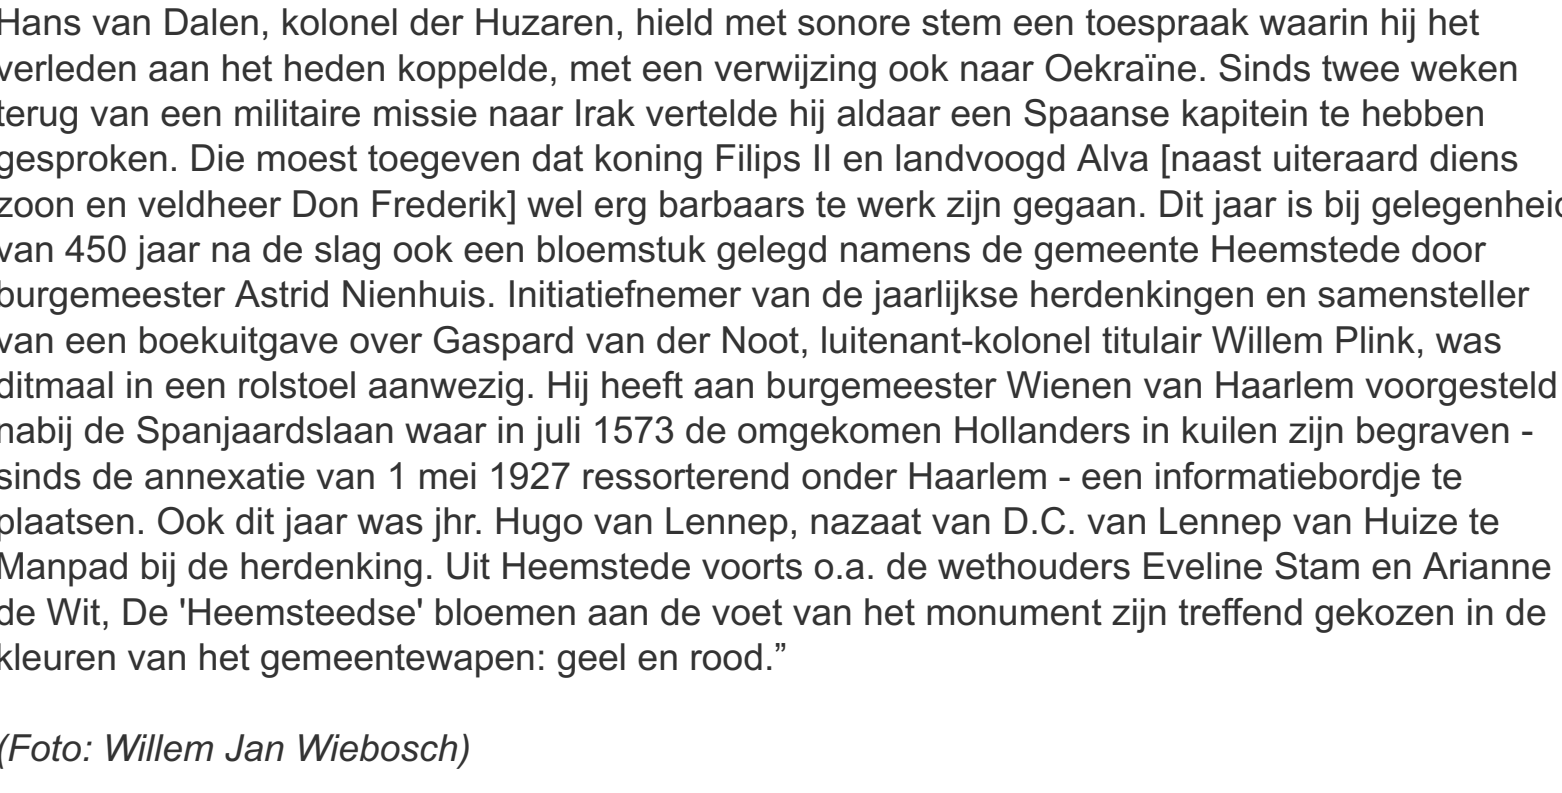 Hans van Dalen, kolonel der Huzaren, hield met sonore stem een toespraak waarin hij het
verleden aan het heden koppelde, met een verwijzing ook naar Oekraïne. Sinds twee weken
terug van een militaire missie naar Irak vertelde hij aldaar een Spaanse kapitein te hebben
gesproken. Die moest toegeven dat koning Filips II en landvoogd Alva [naast uiteraard diens
zoon en veldheer Don Frederik] wel erg barbaars te werk zijn gegaan. Dit jaar is bij gelegenheid
van 450 jaar na de slag ook een bloemstuk gelegd namens de gemeente Heemstede door
burgemeester Astrid Nienhuis. Initiatiefnemer van de jaarlijkse herdenkingen en samensteller
van een boekuitgave over Gaspard van der Noot, luitenant-kolonel titulair Willem Plink, was
ditmaal in een rolstoel aanwezig. Hij heeft aan burgemeester Wienen van Haarlem voorgesteld
nabij de Spanjaardslaan waar in juli 1573 de omgekomen Hollanders in kuilen zijn begraven -
sinds de annexatie van 1 mei 1927 ressorterend onder Haarlem - een informatiebordje te
plaatsen. Ook dit jaar was jhr. Hugo van Lennep, nazaat van D.C. van Lennep van Huize te
Manpad bij de herdenking. Uit Heemstede voorts o.a. de wethouders Eveline Stam en Arianne
de Wit, De 'Heemsteedse' bloemen aan de voet van het monument zijn treffend gekozen in de
kleuren van het gemeentewapen: geel en rood.”
(Foto: Willem Jan Wiebosch)